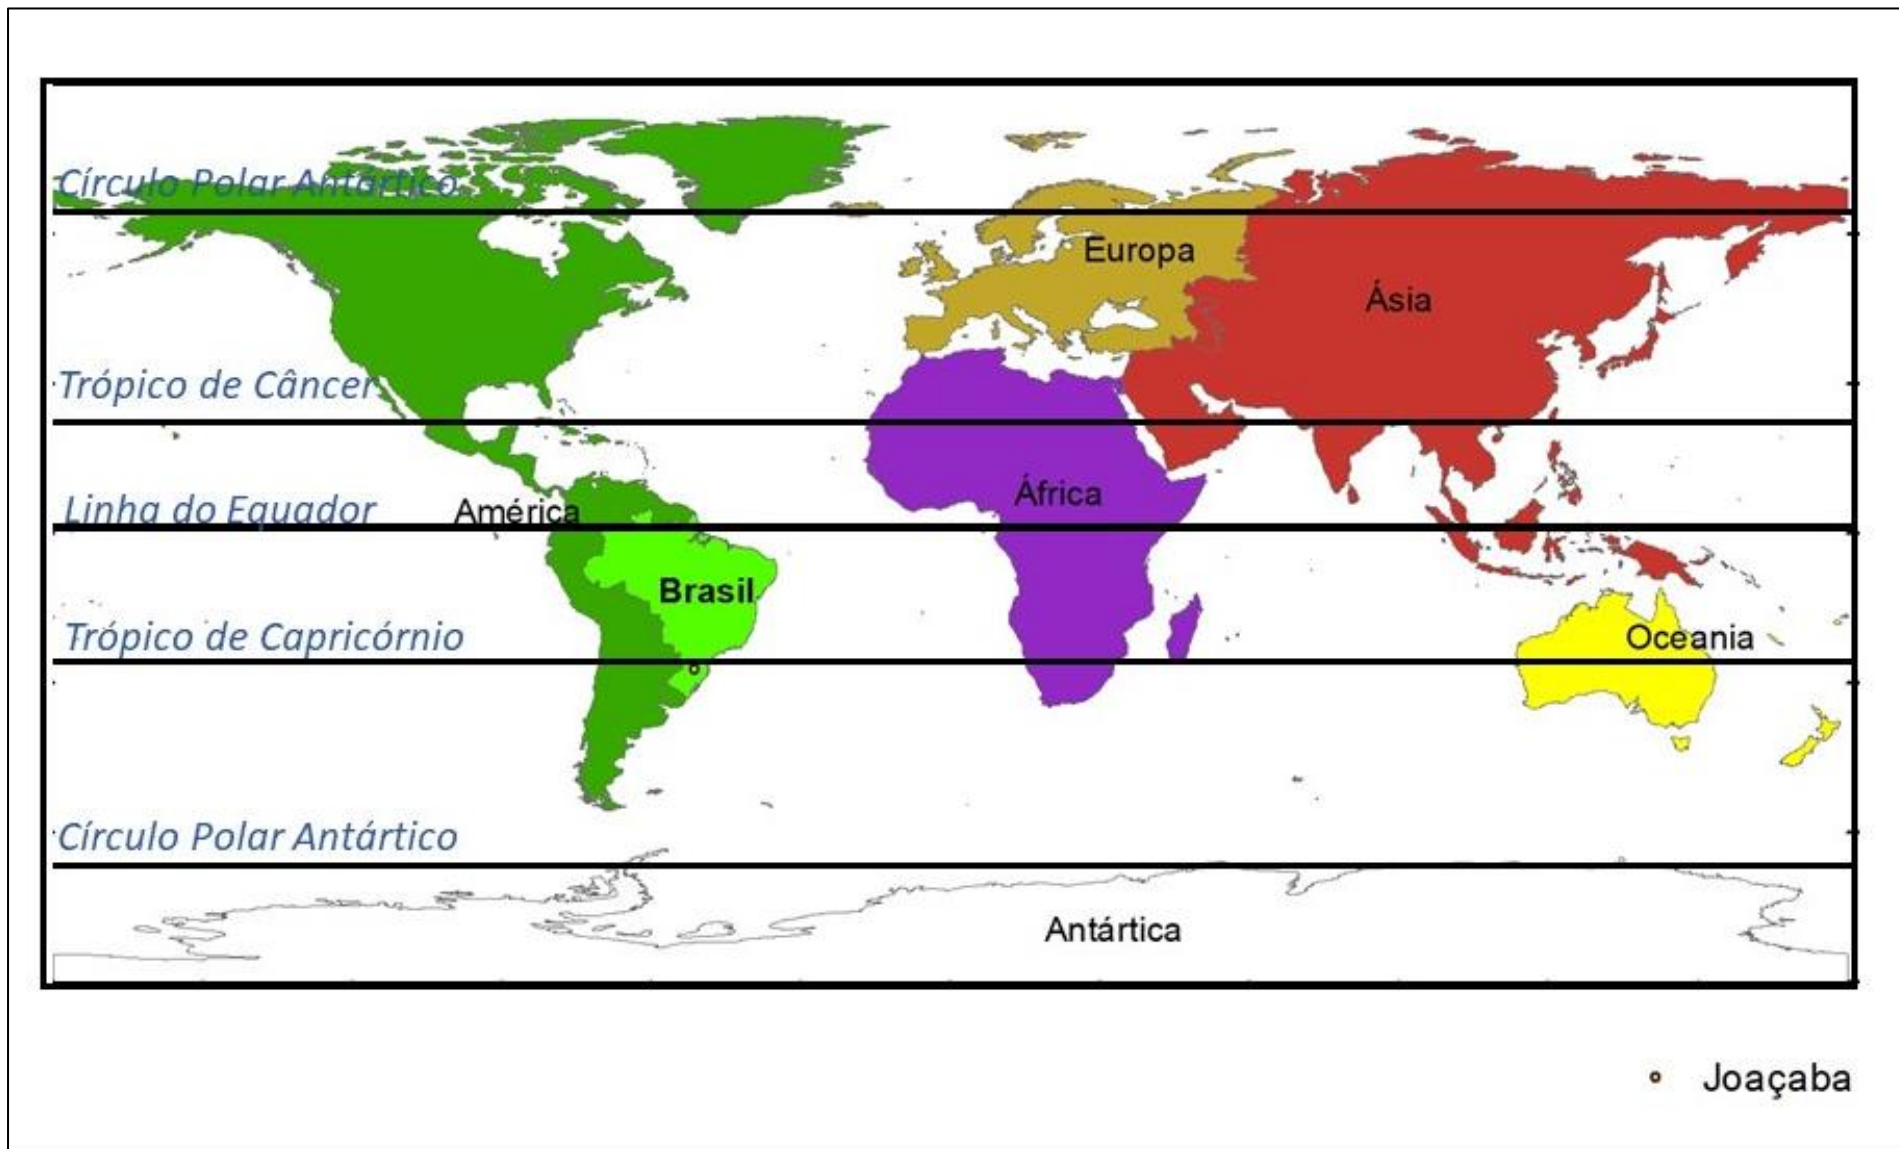 Círculo Polar Antártico
Europa
Ásia
Trópico de Câncer
África
América
Linha do Equador
Brasil
Trópico de Capricórnio
Oceania
Círculo Polar Antártico
Antártica
Joaçaba